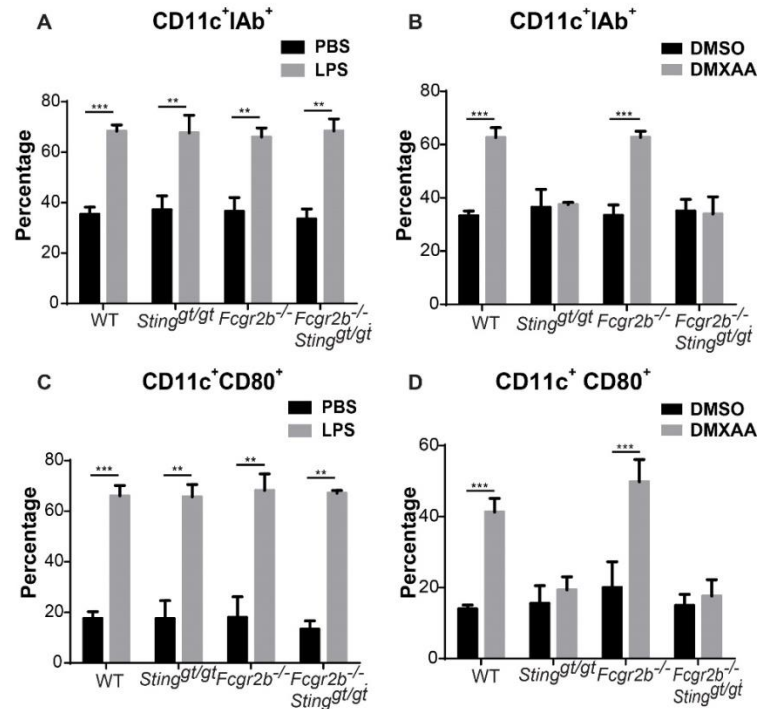 A
CD11c+IAb+
PBS
LPS
Percentage
80
60
40
20
0
***
**
**
**
WT
Stinggt/gt
Fcgr2b-/-
Fcgr2b-/-
Stinggt/gt
B
CD11c+IAb+
DMSO
DMXAA
Percentage
80
60
40
20
0
***
***
WT
Stinggt/gt
Fcgr2b-/-
Fcgr2b-/-
Stinggt/gt
C
CD11c+CD80+
PBS
LPS
Percentage
80
60
40
20
0
***
**
**
**
WT
Stinggt/gt
Fcgr2b-/-
Fcgr2b-/-
Stinggt/gt
D
CD11c+ CD80+
DMSO
DMXAA
Percentage
60
40
20
0
***
***
WT
Stinggt/gt
Fcgr2b-/-
Fcgr2b-/-
Stinggt/gt